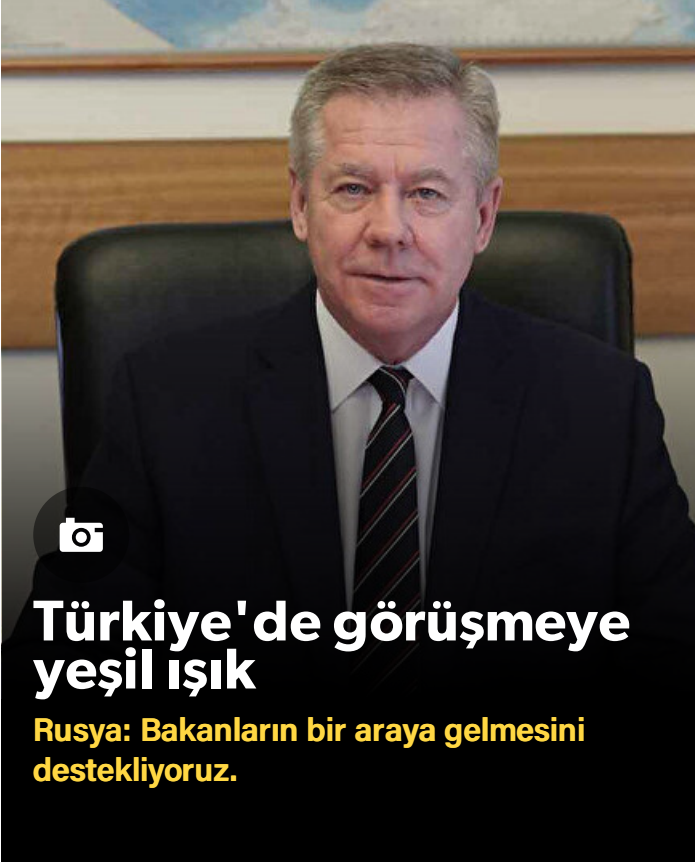 Türkiye'de görüşmeye
yeşil ışık
Rusya: Bakanların bir araya gelmesini
destekliyoruz.